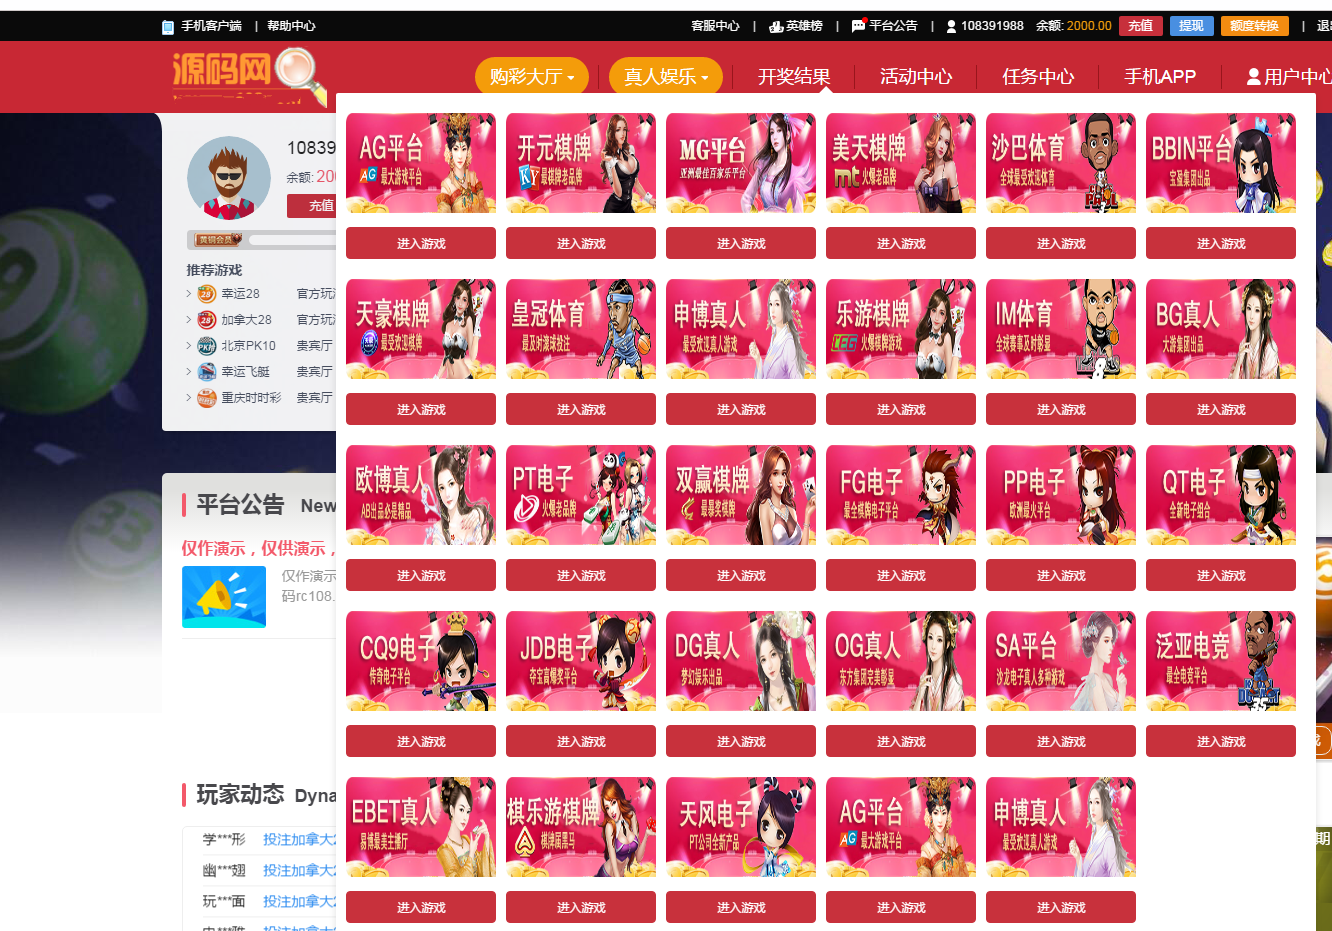 手机客户端 | 帮助中心
客服中心 | 英雄榜 | 平台公告 | 108391988 余额: 2000.00 充值 提现 额度转换 |
源码网
购彩大厅 真人娱乐 开奖结果 活动中心 任务中心 手机APP 用户中心
10839
余额:
充值
黄铜会员
推荐游戏
幸运28 官方玩
加拿大28 官方玩
北京PK10 贵宾厅
幸运飞艇 贵宾厅
重庆时时彩 贵宾厅
平台公告 New
仅作演示，仅供演示，
仅作演示
码rc108.
玩家动态 Dyna
学***形 投注加拿大
幽***翅 投注加拿大
玩***面 投注加拿大
AG平台
AG 最大游戏平台
进入游戏
开元棋牌
KY 最棋牌老品牌
进入游戏
MG平台
亚洲最佳百家乐平台
进入游戏
美天棋牌
mt 火爆老品牌
进入游戏
沙巴体育
全球最受欢迎体育
进入游戏
BBIN平台
宝盈集团出品
进入游戏
天豪棋牌
最受欢迎棋牌
进入游戏
皇冠体育
最及时滚球投注
进入游戏
申博真人
最受欢迎真人游戏
进入游戏
乐游棋牌
LEG 火爆棋牌游戏
进入游戏
IM体育
全球赛事及时彰显
进入游戏
BG真人
大游集团出品
进入游戏
欧博真人
AB出品必是精品
进入游戏
PT电子
火爆老品牌
进入游戏
双赢棋牌
最暴奖棋牌
进入游戏
FG电子
最全棋牌电子平台
进入游戏
PP电子
欧洲最火平台
进入游戏
QT电子
全新电子组合
进入游戏
CQ9电子
传奇电子平台
进入游戏
JDB电子
夺宝高爆奖平台
进入游戏
DG真人
梦幻娱乐出品
进入游戏
OG真人
东方集团完美彰显
进入游戏
SA平台
沙龙电子真人多种游戏
进入游戏
泛亚电竞
最全电竞平台
进入游戏
EBET真人
易博最美主播厅
进入游戏
棋乐游棋牌
棋牌届黑马
进入游戏
天风电子
PT公司全新产品
进入游戏
AG平台
AG 最大游戏平台
进入游戏
申博真人
最受欢迎真人游戏
进入游戏
期